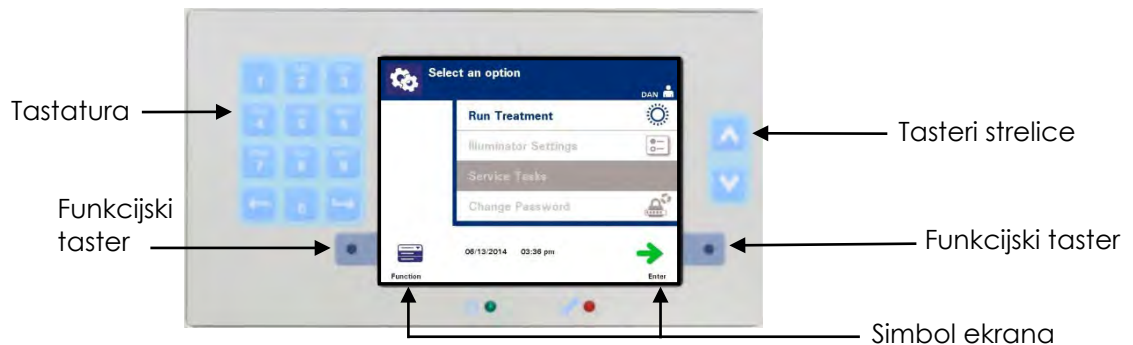 Select an option
DAN
1 2 3
Tastatura
Run Treatment
Tasteri strelice
4 5 6
Illuminator Settings
7 8 9
Service Tasks
Funkcijski
taster
0
Change Password
Funkcijski taster
06/13/2014 03:36 pm
Function
Enter
Simbol ekrana